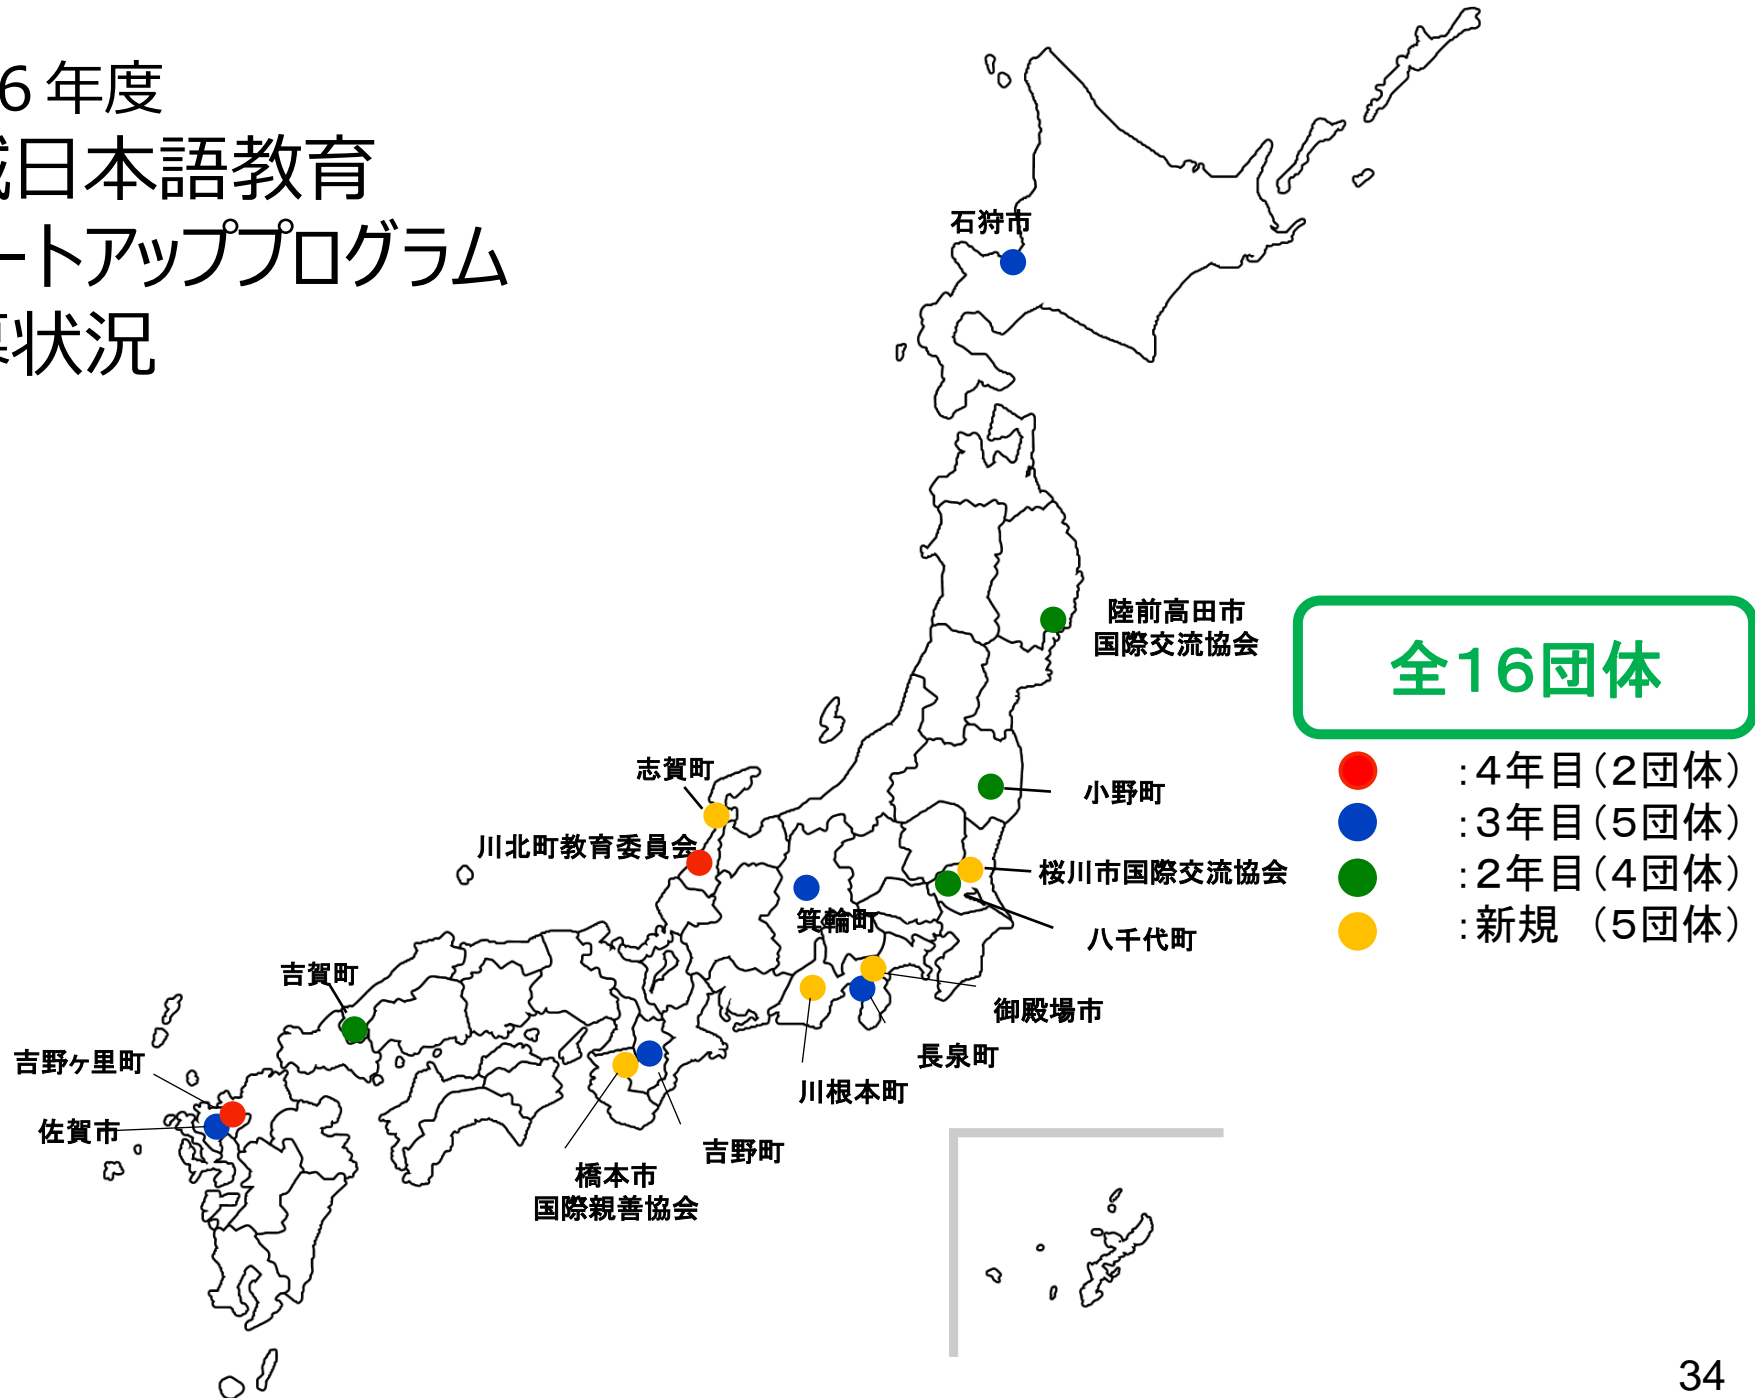 6年度
域日本語教育
ートアッププログラム
募状況
石狩市
陸前高田市
国際交流協会
全16団体
:4年目(2団体)
:3年目(5団体)
:2年目(4団体)
:新規 (5団体)
志賀町
小野町
川北町教育委員会
桜川市国際交流協会
箕輪町
八千代町
吉賀町
御殿場市
長泉町
吉野ヶ里町
川根本町
佐賀市
吉野町
橋本市
国際親善協会
34